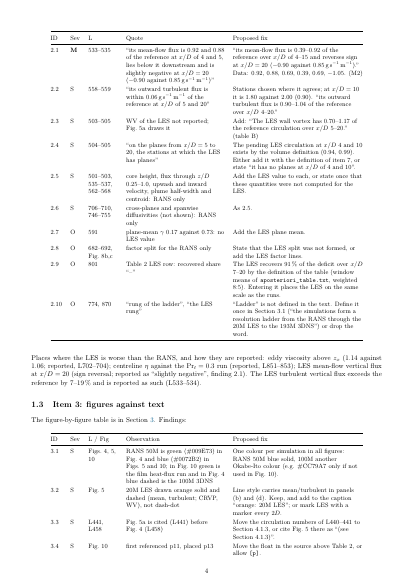 ID Sev L Quote Proposed fix
2.1 M 533–535 "its mean-flow flux is 0.92 and 0.88 "its mean-flow flux is 0.39–0.92 of the
of the reference at x/D of 4 and 5, reference over x/D of 4–15 and reverses sign
lies below it downstream and is at x/D = 20 (−0.90 against 0.85 g s⁻¹ m⁻¹)."
slightly negative at x/D = 20 Data: 0.92, 0.88, 0.69, 0.39, 0.69, -1.05. (M2)
(−0.90 against 0.85 g s⁻¹ m⁻¹)"
2.2 S 558–559 "its outward turbulent flux is Stations chosen where it agrees; at x/D = 10
within 0.06 g s⁻¹ m⁻¹ of the it is 1.80 against 2.00 (0.90). "its outward
reference at x/D of 5 and 20" turbulent flux is 0.90–1.04 of the reference
over x/D 4–20."
2.3 S 503–505 WV of the LES not reported; Add: "The LES wall vortex has 0.70–1.17 of
Fig. 5a draws it the reference circulation over x/D 5–20."
(table B)
2.4 S 504–505 "on the planes from x/D = 5 to The pending LES circulation at x/D 4 and 10
20, the stations at which the LES enters by the volume definition (0.94, 0.99).
has planes" Either add it with the definition of item 7, or
state "it has no planes at x/D of 4 and 10".
2.5 S 501–503, core height, flux through z/D Add the LES value to each, or state once that
535–537, 0.25–1.0, upwash and inward these quantities were not computed for the
562–568 velocity, plume half-width and LES.
centroid: RANS only
2.6 S 706–710, cross-planes and spanwise As 2.5.
746–755 diffusivities (not shown): RANS
only
2.7 O 591 plane-mean γ 0.17 against 0.73: no Add the LES plane mean.
LES value
2.8 O 682–692, factor split for the RANS only State that the LES split was not formed, or
Fig. 8b,c add the LES factor lines.
2.9 O 801 Table 2 LES row: recovered share The LES recovers 91 % of the deficit over x/D
"–" 7–20 by the definition of the table (window
means of aposteriori_table.txt, weighted
8:5). Entering it places the LES on the same
scale as the runs.
2.10 O 774, 870 "rung of the ladder", "the LES "Ladder" is not defined in the text. Define it
rung" once in Section 3.1 ("the simulations form a
resolution ladder from the RANS through the
20M LES to the 193M 3DNS") or drop the
word.
Places where the LES is worse than the RANS, and how they are reported: eddy viscosity above
1.06; reported, L702–704); centreline η against the
at x/D = 20 (sign reversal; reported as "slightly negative", finding 2.1). The LES turbulent vertical flux exceeds the
reference by 7–19 % and is reported as such (L533–534).
1.3 Item 3: figures against text
The figure-by-figure table is in Section 3. Findings:
ID Sev L / Fig Observation Proposed fix
3.1 S Figs. 4, 5, RANS 50M is green (#009E73) in One colour per simulation in all figures:
10 Fig. 4 and blue (#0072B2) in RANS 50M blue solid, 100M another
Figs. 5 and 10; in Fig. 10 green is Okabe-Ito colour (e.g. #CC79A7 only if not
the film heat-flux run and in Fig. 4 used in Fig. 10).
blue dashed is the 100M 3DNS
3.2 S Fig. 5 20M LES drawn orange solid and Line style carries mean/turbulent in panels
dashed (mean, turbulent; CRVP, (b) and (d). Keep, and add to the caption
WV), not dash-dot "orange: 20M LES"; or mark LES with a
marker every 2D.
3.3 S L441, Fig. 5a is cited (L441) before Move the circulation numbers of L440–441 to
L458 Fig. 4 (L458) Section 4.1.3, or cite Fig. 5 there as "(see
Section 4.1.3)".
3.4 S Fig. 10 first referenced p11, placed p13 Move the float in the source above Table 2, or
allow [p].
4